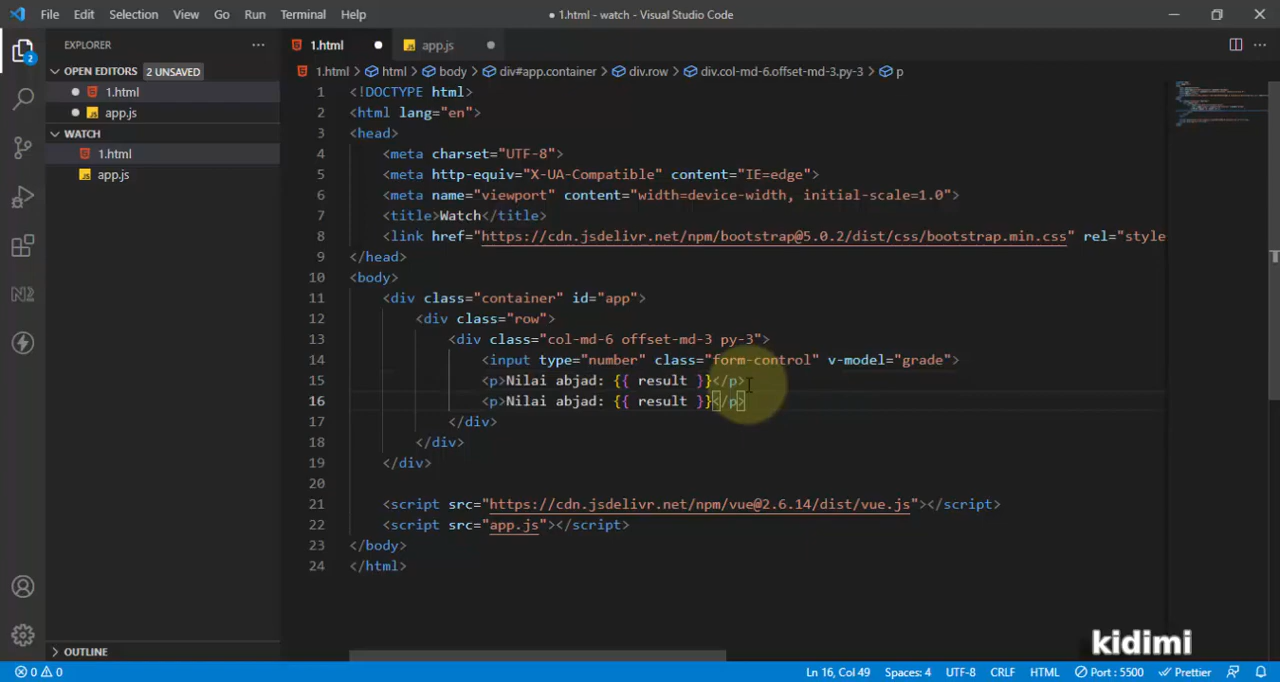 File Edit Selection View Go Run Terminal Help
● 1.html - watch - Visual Studio Code
EXPLORER
1.html
app.js
OPEN EDITORS 2 UNSAVED
1.html > html > body > div#app.container > div.row > div.col-md-6.offset-md-3.py-3 > p
1.html
app.js
WATCH
1.html
app.js
2
1 <!DOCTYPE html>
2 <html lang="en">
3 <head>
4 <meta charset="UTF-8">
5 <meta http-equiv="X-UA-Compatible" content="IE=edge">
6 <meta name="viewport" content="width=device-width, initial-scale=1.0">
7 <title>Watch</title>
8 <link href="https://cdn.jsdelivr.net/npm/bootstrap@5.0.2/dist/css/bootstrap.min.css" rel="style
9 </head>
10 <body>
11 <div class="container" id="app">
12 <div class="row">
13 <div class="col-md-6 offset-md-3 py-3">
14 <input type="number" class="form-control" v-model="grade">
15 <p>Nilai abjad: {{ result }}</p>
16 <p>Nilai abjad: {{ result }}</p>
17 </div>
18 </div>
19 </div>
20
21 <script src="https://cdn.jsdelivr.net/npm/vue@2.6.14/dist/vue.js"></script>
22 <script src="app.js"></script>
23 </body>
24 </html>
kidimi
OUTLINE
0 0
Ln 16, Col 49 Spaces: 4 UTF-8 CRLF HTML Port : 5500 Prettier